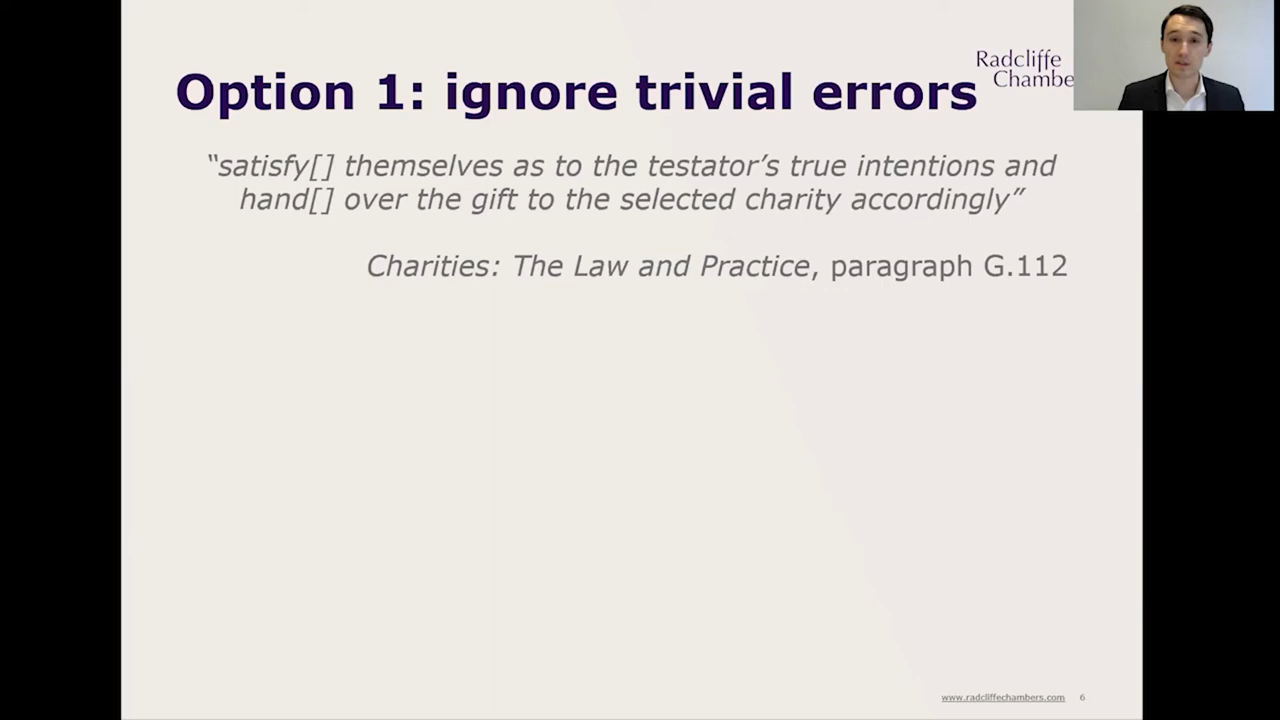 Option 1: ignore trivial errors
Radcliffe
Chambe
“satisfy[] themselves as to the testator’s true intentions and
hand[] over the gift to the selected charity accordingly”
Charities: The Law and Practice, paragraph G.112
www.radcliffechambers.com 6